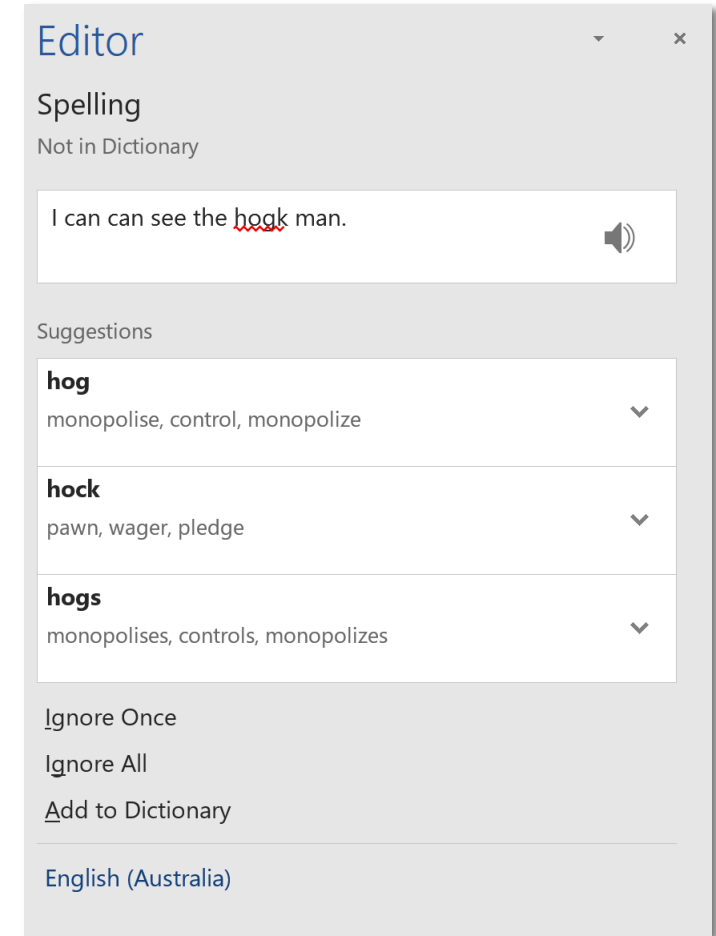 Editor
Spelling
Not in Dictionary
I can can see the hogk man.
Suggestions
hog
monopolise, control, monopolize
hock
pawn, wager, pledge
hogs
monopolises, controls, monopolizes
Ignore Once
Ignore All
Add to Dictionary
English (Australia)